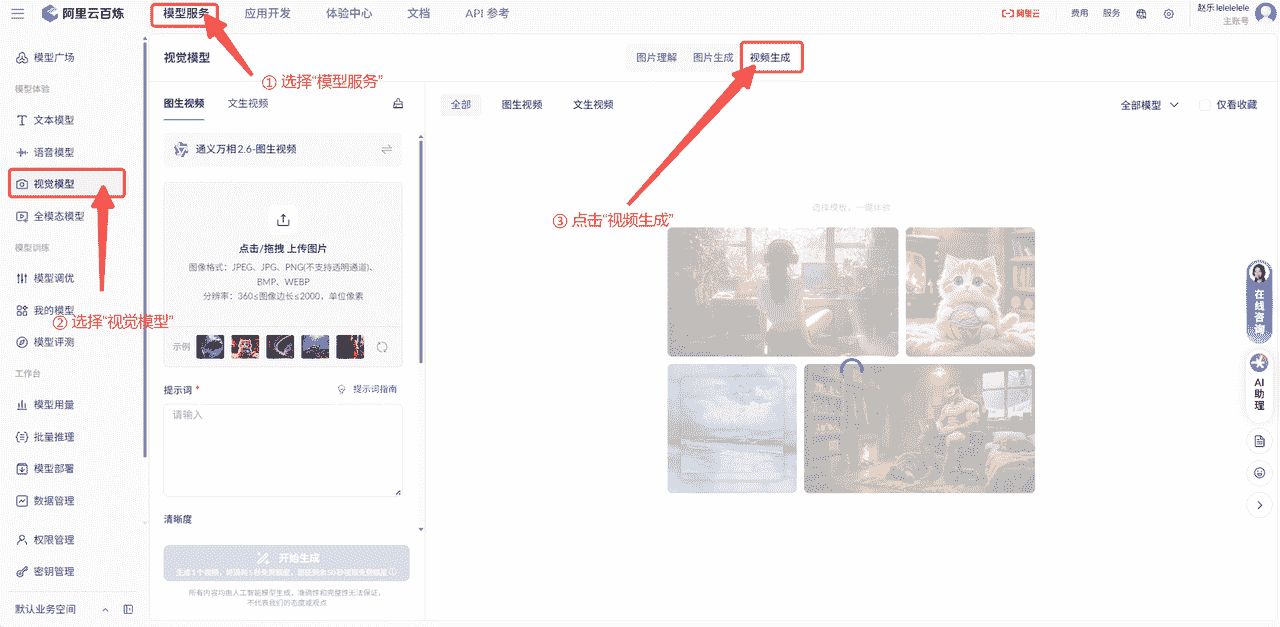 阿里云百炼
模型服务
应用开发
体验中心
文档
API 参考
阿里云
费用
服务
赵乐lelelelele
主账号
① 选择“模型服务”
模型广场
模型体验
文本模型
语音模型
视觉模型
全模态模型
模型训练
模型调优
我的模型
② 选择“视觉模型”
模型评测
工作台
模型用量
批量推理
模型部署
数据管理
权限管理
密钥管理
默认业务空间
视觉模型
图片理解
图片生成
视频生成
③ 点击“视频生成”
图生视频
文生视频
通义万相2.6-图生视频
点击/拖拽 上传图片
图像格式：JPEG、JPG、PNG(不支持透明通道)、
BMP、WEBP
分辨率：360≤图像边长≤2000，单位像素
示例
提示词 *
提示词指南
请输入
清晰度
开始生成
所有内容均由人工智能模型生成，准确性和完整性无法保证，
不代表我们的态度或观点
全部
图生视频
文生视频
全部模型
仅看收藏
选择模板，一键体验
在线咨询
AI
助
理